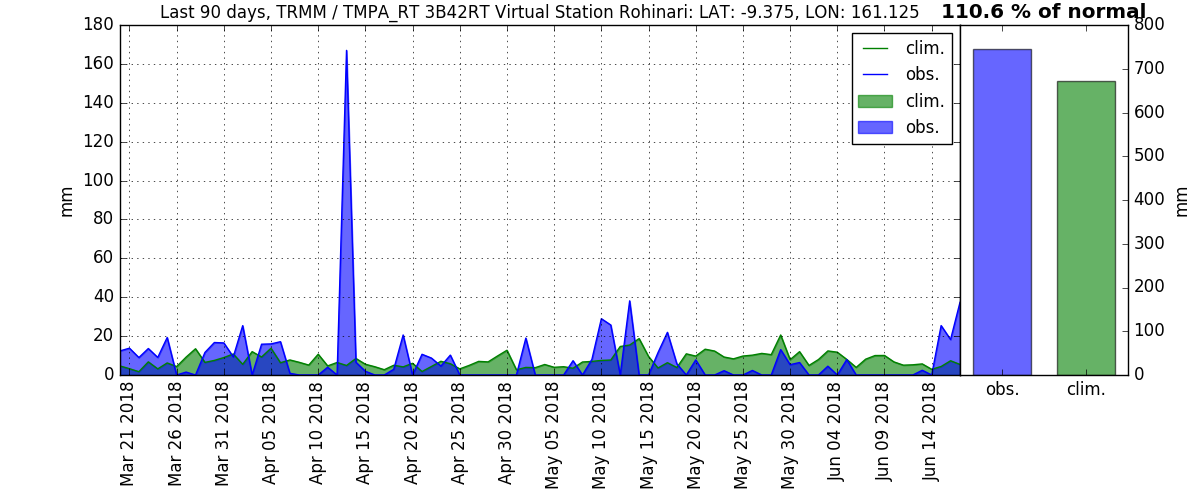 Last 90 days, TRMM / TMPA_RT 3B42RT Virtual Station Rohinari: LAT: -9.375, LON: 161.125
110.6 % of normal
180
160
140
120
100
80
60
40
20
0
mm
clim.
obs.
clim.
obs.
800
700
600
500
400
300
200
100
0
mm
Mar 21 2018
Mar 26 2018
Mar 31 2018
Apr 05 2018
Apr 10 2018
Apr 15 2018
Apr 20 2018
Apr 25 2018
Apr 30 2018
May 05 2018
May 10 2018
May 15 2018
May 20 2018
May 25 2018
May 30 2018
Jun 04 2018
Jun 09 2018
Jun 14 2018
obs.
clim.